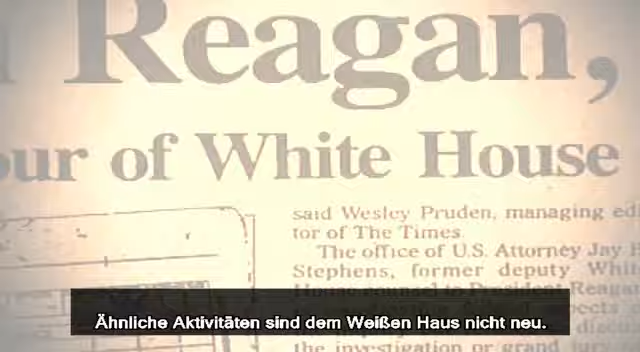 Reagan,
our of White House
said Wesley Pruden, managing edi
tor of The Times.
The office of U.S. Attorney Jay
Stephens, former deputy Whit
House counsel to President Reagan
Ähnliche Aktivitäten sind dem Weißen Haus nicht neu.
the investigation or grand jury